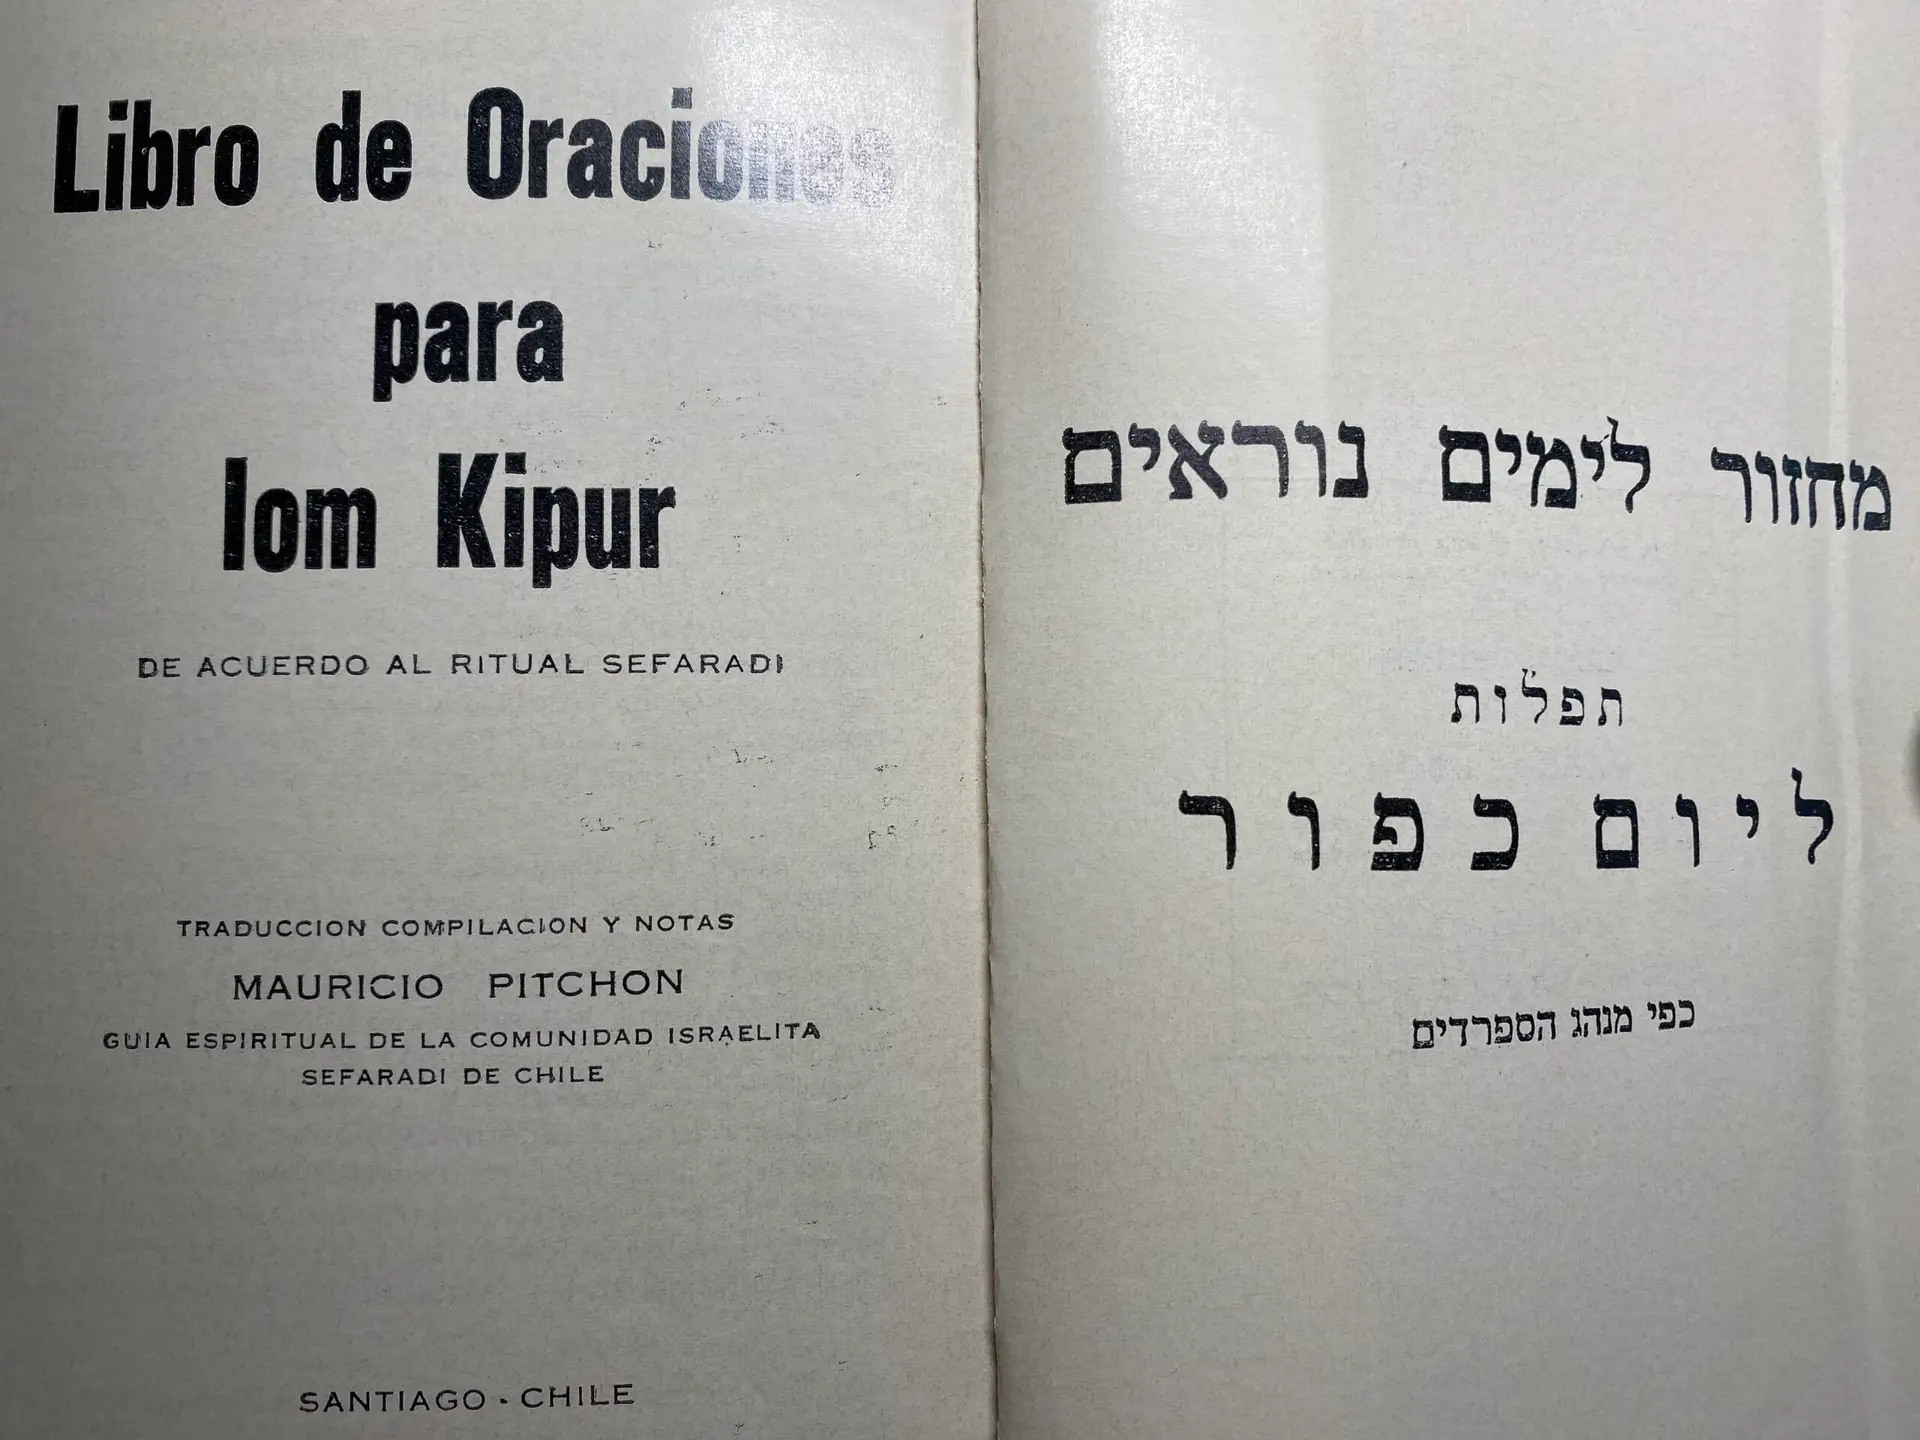 Libro de Oraciones
para
Iom Kipur
DE ACUERDO AL RITUAL SEFARADI
TRADUCCION COMPILACION Y NOTAS
MAURICIO PITCHON
GUIA ESPIRITUAL DE LA COMUNIDAD ISRAELITA
SEFARADI DE CHILE
SANTIAGO - CHILE
מחזור לימים נוראים
תפלות
ליום כפור
כפי מנהג הספרדים